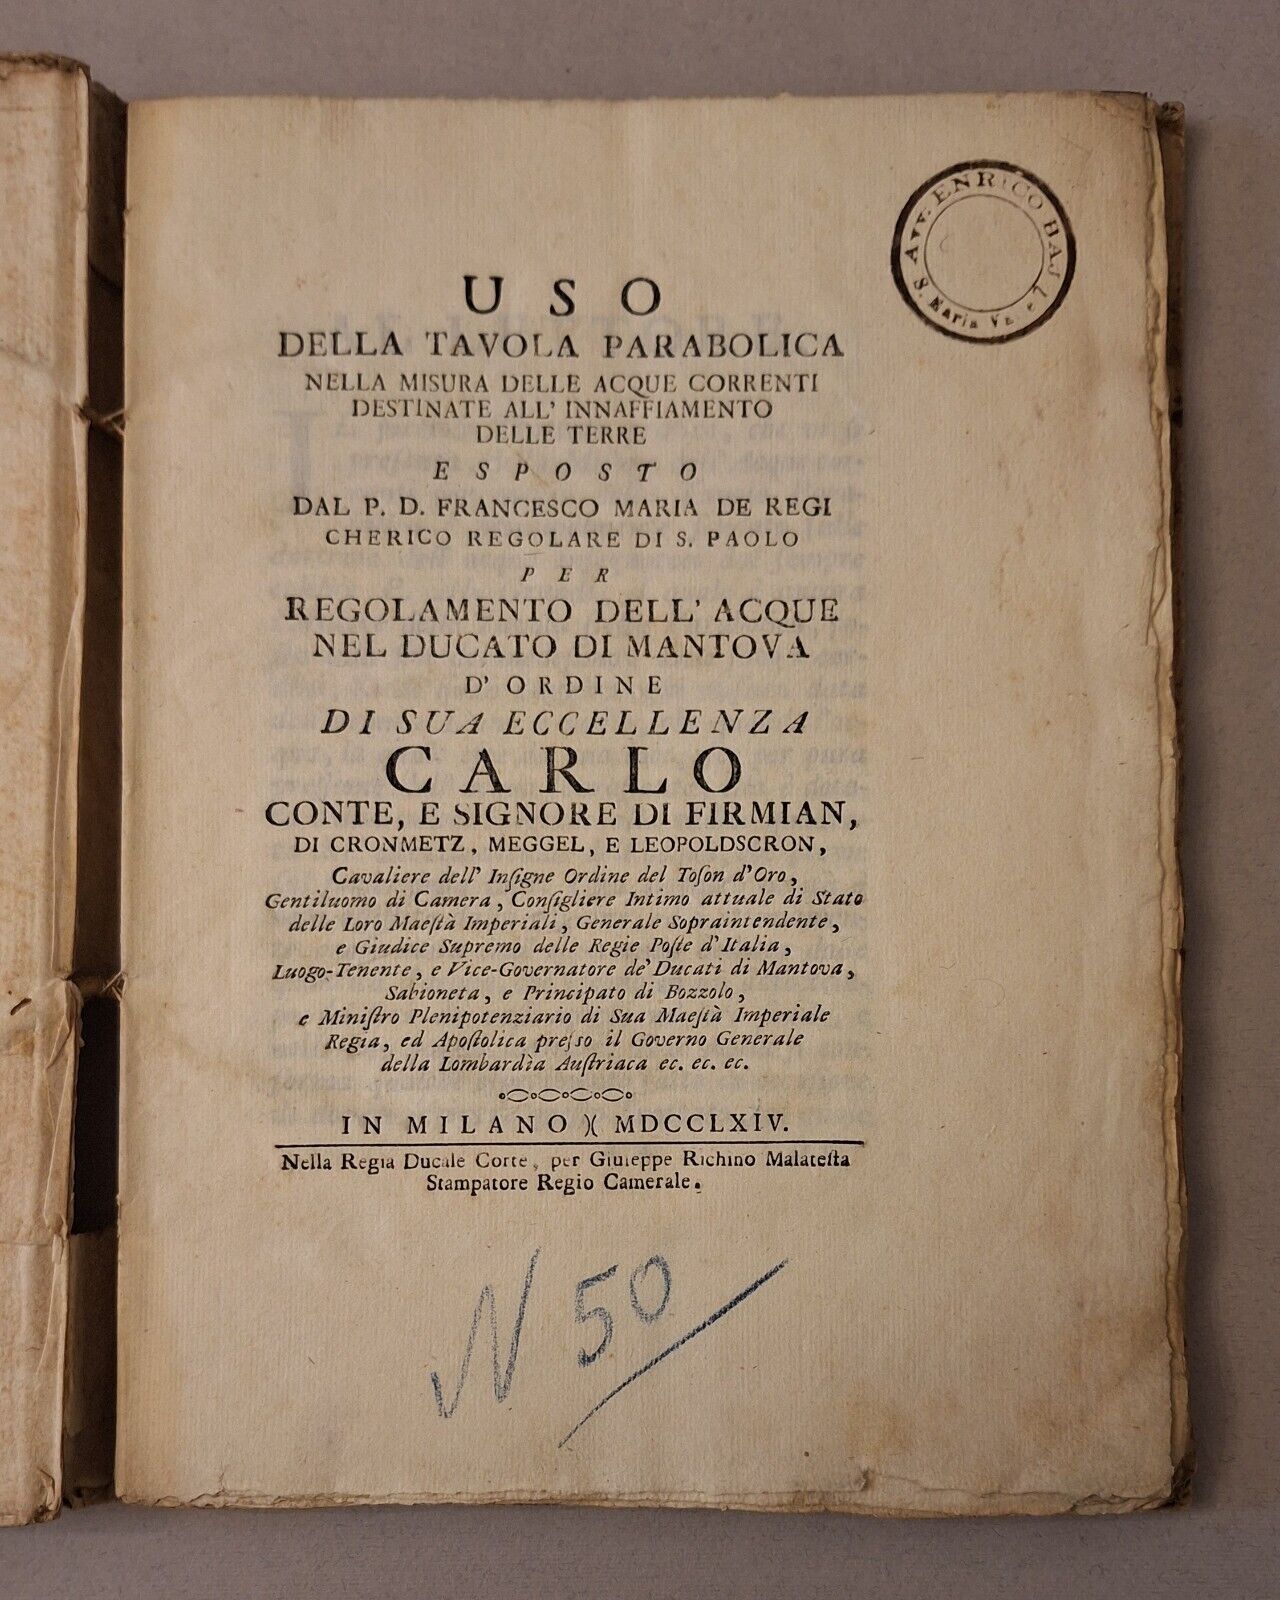 USO
DELLA TAVOLA PARABOLICA
NELLA MISURA DELLE ACQUE CORRENTI
DESTINATE ALL' INNAFFIAMENTO
DELLE TERRE
ESPOSTO
DAL P. D. FRANCESCO MARIA DE REGI
CHERICO REGOLARE DI S. PAOLO
PER
REGOLAMENTO DELL' ACQUE
NEL DUCATO DI MANTOVA
D' ORDINE
DI SUA ECCELLENZA
CARLO
CONTE, E SIGNORE DI FIRMIAN,
DI CRONMETZ, MEGGEL, E LEOPOLDSCRON,
Cavaliere dell' Inſigne Ordine del Toſon d' Oro,
Gentiluomo di Camera, Conſigliere Intimo attuale di Stato
delle Loro Maeſtà Imperiali, Generale Sopraintendente,
e Giudice Supremo delle Regie Poſte d' Italia,
Luogo-Tenente, e Vice-Governatore de' Ducati di Mantova,
Sabioneta, e Principato di Bozzolo,
e Miniſtro Plenipotenziario di Sua Maeſtà Imperiale
Regia, ed Apoſtolica preſso il Governo Generale
della Lombardìa Auſtriaca ec. ec. ec.
IN MILANO )( MDCCLXIV.
Nella Regia Ducale Corte, per Giuſeppe Richino Malateſta
Stampatore Regio Camerale.
Avv. ENRICO BAJ
S. Maria
N 50